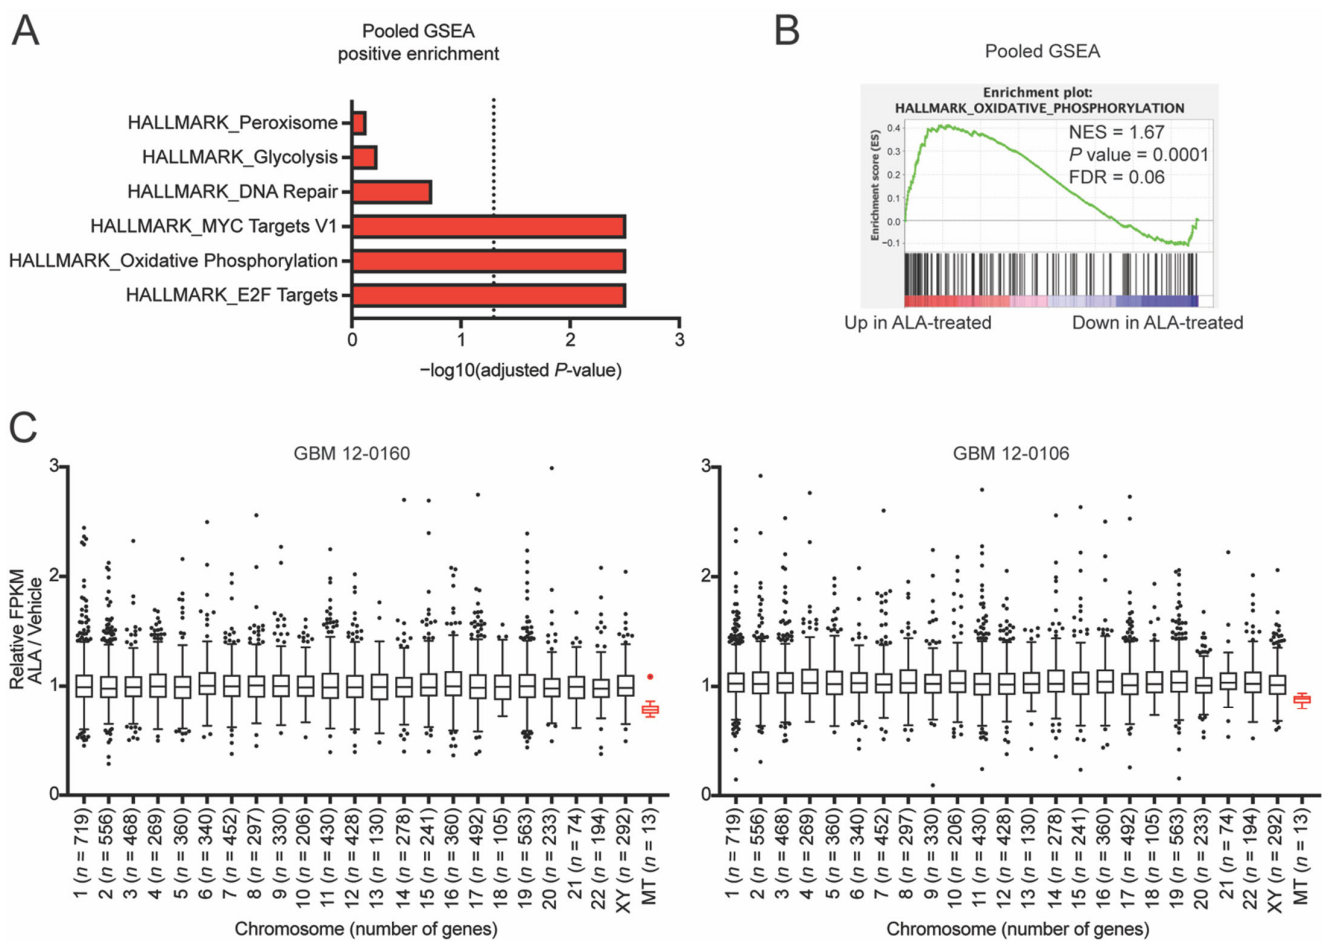 A
Pooled GSEA
positive enrichment
HALLMARK_Peroxisome
HALLMARK_Glycolysis
HALLMARK_DNA Repair
HALLMARK_MYC Targets V1
HALLMARK_Oxidative Phosphorylation
HALLMARK_E2F Targets
0 1 2 3
−log10(adjusted P-value)
B
Pooled GSEA
Enrichment plot:
HALLMARK_OXIDATIVE_PHOSPHORYLATION
Enrichment score (ES)
0.4
0.3
0.2
0.1
0.0
−0.1
NES = 1.67
P value = 0.0001
FDR = 0.06
Up in ALA-treated
Down in ALA-treated
C
GBM 12-0160
Relative FPKM
ALA / Vehicle
3
2
1
0
1 (n = 719)
2 (n = 556)
3 (n = 468)
4 (n = 269)
5 (n = 360)
6 (n = 340)
7 (n = 452)
8 (n = 297)
9 (n = 330)
10 (n = 206)
11 (n = 430)
12 (n = 428)
13 (n = 130)
14 (n = 278)
15 (n = 241)
16 (n = 360)
17 (n = 492)
18 (n = 105)
19 (n = 563)
20 (n = 233)
21 (n = 74)
22 (n = 194)
XY (n = 292)
MT (n = 13)
Chromosome (number of genes)
GBM 12-0106
3
2
1
0
1 (n = 719)
2 (n = 556)
3 (n = 468)
4 (n = 269)
5 (n = 360)
6 (n = 340)
7 (n = 452)
8 (n = 297)
9 (n = 330)
10 (n = 206)
11 (n = 430)
12 (n = 428)
13 (n = 130)
14 (n = 278)
15 (n = 241)
16 (n = 360)
17 (n = 492)
18 (n = 105)
19 (n = 563)
20 (n = 233)
21 (n = 74)
22 (n = 194)
XY (n = 292)
MT (n = 13)
Chromosome (number of genes)